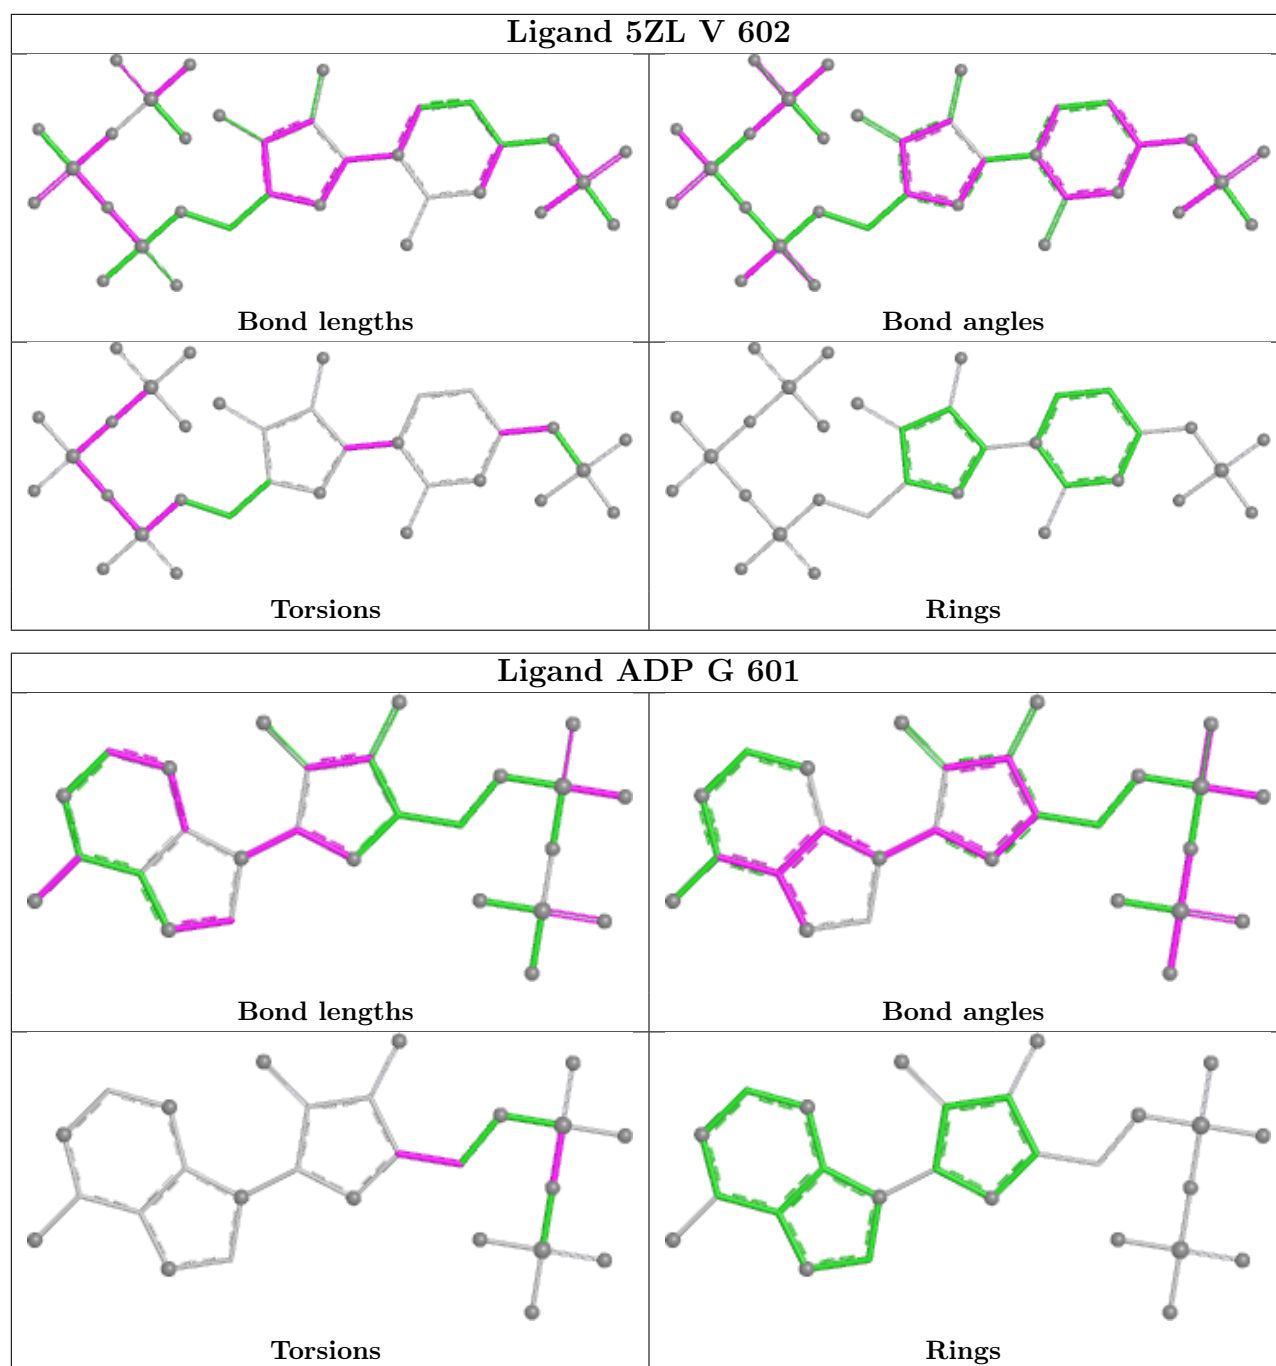 Ligand 5ZL V 602
Bond lengths
Bond angles
Torsions
Rings
Ligand ADP G 601
Bond lengths
Bond angles
Torsions
Rings